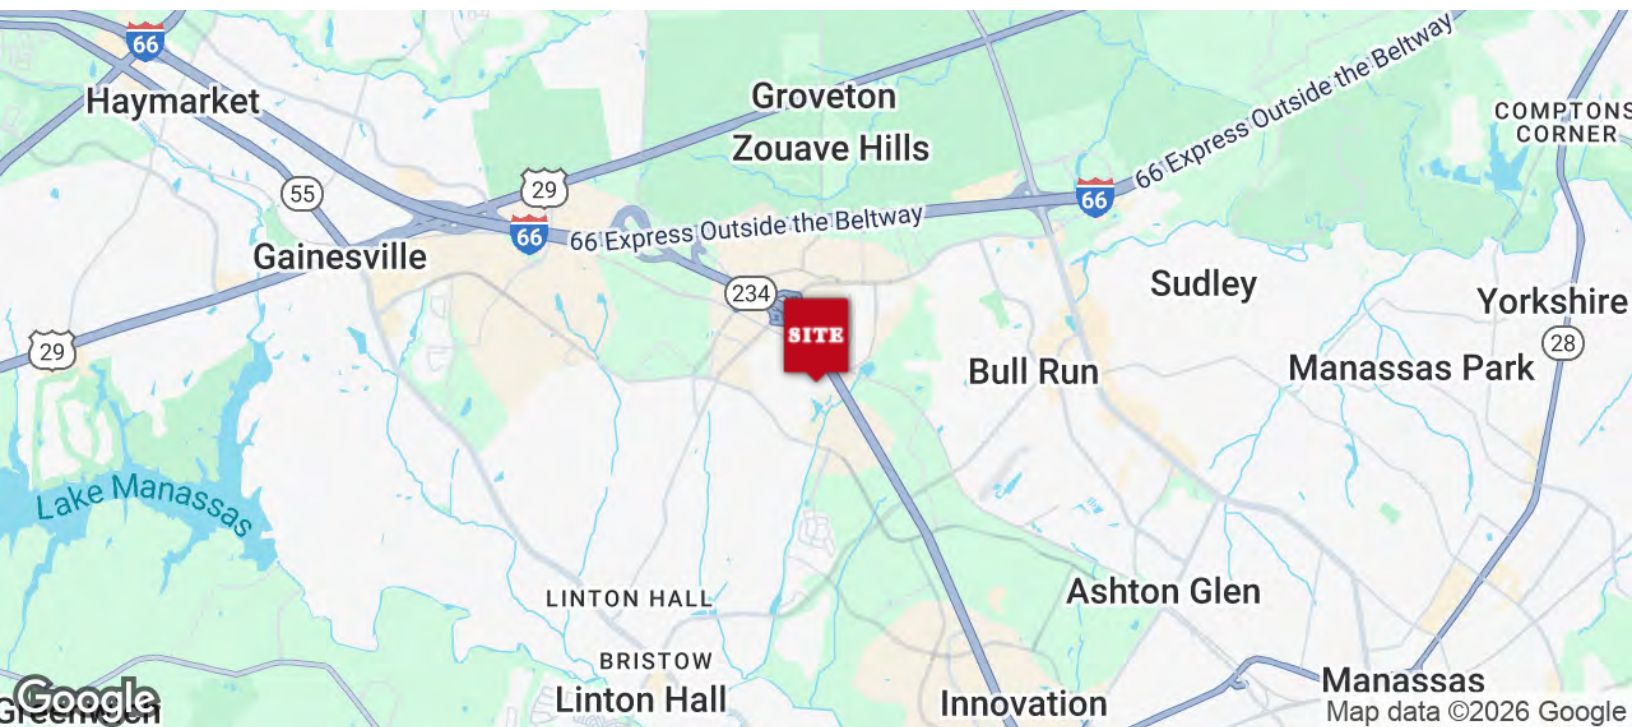 66
Haymarket
Groveton
Zouave Hills
66 Express Outside the Beltway
COMPTONS
CORNER
55
29
66
66 Express Outside the Beltway
66
Gainesville
234
Sudley
Yorkshire
SITE
29
28
Bull Run
Manassas Park
Lake Manassas
LINTON HALL
Ashton Glen
BRISTOW
Linton Hall
Innovation
Manassas
Greenwich
Google
Map data ©2026 Google